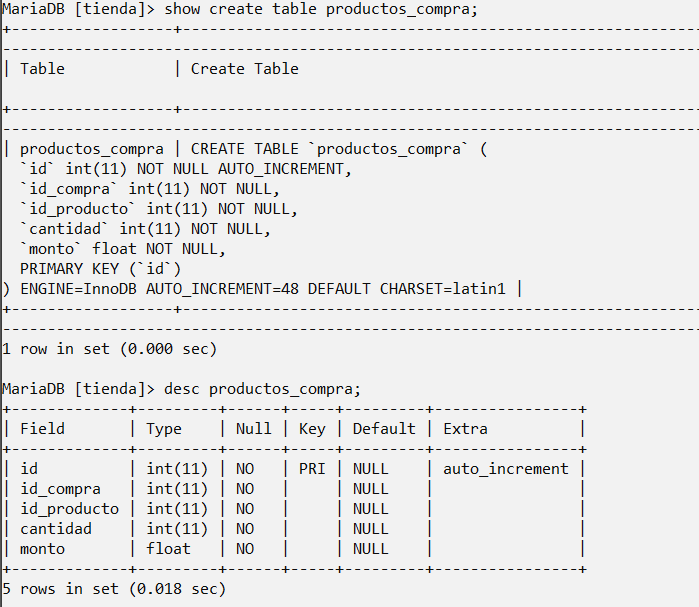 MariaDB [tienda]> show create table productos_compra;
+------------------+----------------------------------------------------------
------------------------------------------------------------------------------
| Table            | Create Table
+------------------+----------------------------------------------------------
------------------------------------------------------------------------------
| productos_compra | CREATE TABLE `productos_compra` (
  `id` int(11) NOT NULL AUTO_INCREMENT,
  `id_compra` int(11) NOT NULL,
  `id_producto` int(11) NOT NULL,
  `cantidad` int(11) NOT NULL,
  `monto` float NOT NULL,
  PRIMARY KEY (`id`)
) ENGINE=InnoDB AUTO_INCREMENT=48 DEFAULT CHARSET=latin1 |
+------------------+----------------------------------------------------------
------------------------------------------------------------------------------
1 row in set (0.000 sec)
MariaDB [tienda]> desc productos_compra;
+-------------+---------+------+-----+---------+----------------+
| Field       | Type    | Null | Key | Default | Extra          |
+-------------+---------+------+-----+---------+----------------+
| id          | int(11) | NO   | PRI | NULL    | auto_increment |
| id_compra   | int(11) | NO   |     | NULL    |                |
| id_producto | int(11) | NO   |     | NULL    |                |
| cantidad    | int(11) | NO   |     | NULL    |                |
| monto       | float   | NO   |     | NULL    |                |
+-------------+---------+------+-----+---------+----------------+
5 rows in set (0.018 sec)